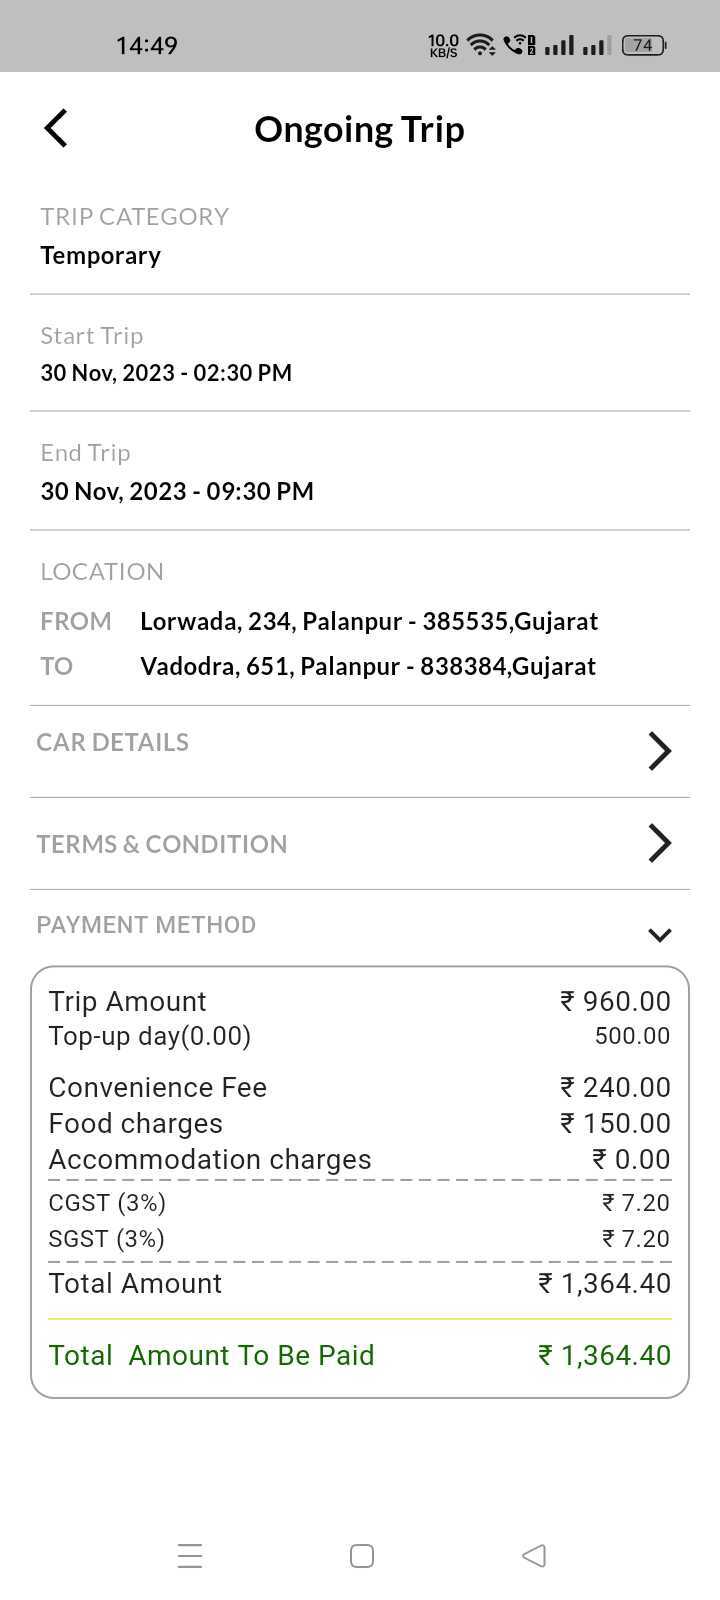 14:49
10.0
KB/S
1
2
74
Ongoing Trip
TRIP CATEGORY
Temporary
Start Trip
30 Nov, 2023 - 02:30 PM
End Trip
30 Nov, 2023 - 09:30 PM
LOCATION
FROM Lorwada, 234, Palanpur - 385535,Gujarat
TO Vadodra, 651, Palanpur - 838384,Gujarat
CAR DETAILS
TERMS & CONDITION
PAYMENT METHOD
Trip Amount ₹ 960.00
Top-up day(0.00) 500.00
Convenience Fee ₹ 240.00
Food charges ₹ 150.00
Accommodation charges ₹ 0.00
CGST (3%) ₹ 7.20
SGST (3%) ₹ 7.20
Total Amount ₹ 1,364.40
Total Amount To Be Paid ₹ 1,364.40